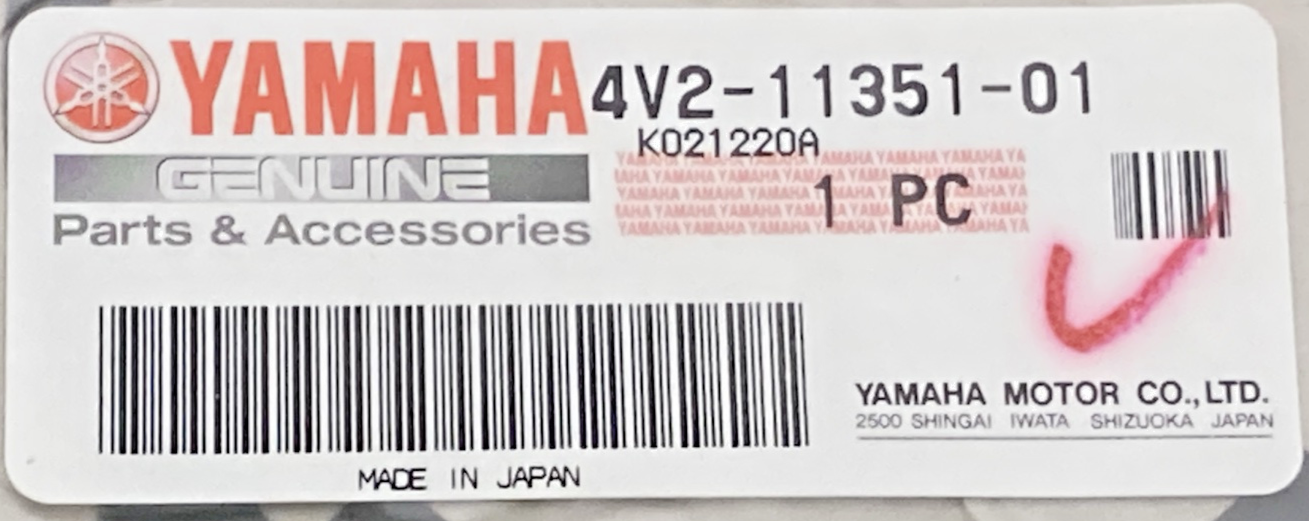 YAMAHA 4V2-11351-01
K021220A
GENUINE
1 PC
Parts & Accessories
YAMAHA MOTOR CO.,LTD.
2500 SHINGAI IWATA SHIZUOKA JAPAN
MADE IN JAPAN